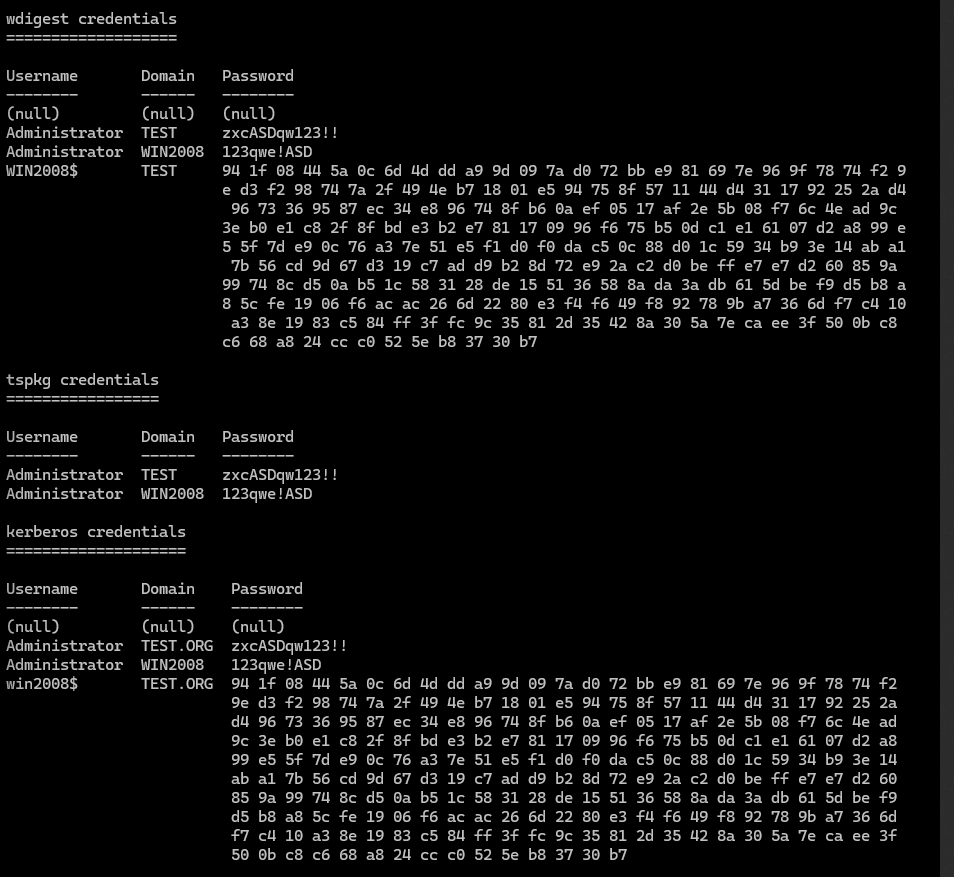 wdigest credentials
===================
Username Domain Password
-------- ------ --------
(null) (null) (null)
Administrator TEST zxcASDqw123!!
Administrator WIN2008 123qwe!ASD
WIN2008$ TEST 94 1f 08 44 5a 0c 6d 4d dd a9 9d 09 7a d0 72 bb e9 81 69 7e 96 9f 78 74 f2 9
e d3 f2 98 74 7a 2f 49 4e b7 18 01 e5 94 75 8f 57 11 44 d4 31 17 92 25 2a d4
96 73 36 95 87 ec 34 e8 96 74 8f b6 0a ef 05 17 af 2e 5b 08 f7 6c 4e ad 9c
3e b0 e1 c8 2f 8f bd e3 b2 e7 81 17 09 96 f6 75 b5 0d c1 e1 61 07 d2 a8 99 e
5 5f 7d e9 0c 76 a3 7e 51 e5 f1 d0 f0 da c5 0c 88 d0 1c 59 34 b9 3e 14 ab a1
7b 56 cd 9d 67 d3 19 c7 ad d9 b2 8d 72 e9 2a c2 d0 be ff e7 e7 d2 60 85 9a
99 74 8c d5 0a b5 1c 58 31 28 de 15 51 36 58 8a da 3a db 61 5d be f9 d5 b8 a
8 5c fe 19 06 f6 ac ac 26 6d 22 80 e3 f4 f6 49 f8 92 78 9b a7 36 6d f7 c4 10
a3 8e 19 83 c5 84 ff 3f fc 9c 35 81 2d 35 42 8a 30 5a 7e ca ee 3f 50 0b c8
c6 68 a8 24 cc c0 52 5e b8 37 30 b7
tspkg credentials
=================
Username Domain Password
-------- ------ --------
Administrator TEST zxcASDqw123!!
Administrator WIN2008 123qwe!ASD
kerberos credentials
====================
Username Domain Password
-------- ------ --------
(null) (null) (null)
Administrator TEST.ORG zxcASDqw123!!
Administrator WIN2008 123qwe!ASD
win2008$ TEST.ORG 94 1f 08 44 5a 0c 6d 4d dd a9 9d 09 7a d0 72 bb e9 81 69 7e 96 9f 78 74 f2
9e d3 f2 98 74 7a 2f 49 4e b7 18 01 e5 94 75 8f 57 11 44 d4 31 17 92 25 2a
d4 96 73 36 95 87 ec 34 e8 96 74 8f b6 0a ef 05 17 af 2e 5b 08 f7 6c 4e ad
9c 3e b0 e1 c8 2f 8f bd e3 b2 e7 81 17 09 96 f6 75 b5 0d c1 e1 61 07 d2 a8
99 e5 5f 7d e9 0c 76 a3 7e 51 e5 f1 d0 f0 da c5 0c 88 d0 1c 59 34 b9 3e 14
ab a1 7b 56 cd 9d 67 d3 19 c7 ad d9 b2 8d 72 e9 2a c2 d0 be ff e7 e7 d2 60
85 9a 99 74 8c d5 0a b5 1c 58 31 28 de 15 51 36 58 8a da 3a db 61 5d be f9
d5 b8 a8 5c fe 19 06 f6 ac ac 26 6d 22 80 e3 f4 f6 49 f8 92 78 9b a7 36 6d
f7 c4 10 a3 8e 19 83 c5 84 ff 3f fc 9c 35 81 2d 35 42 8a 30 5a 7e ca ee 3f
50 0b c8 c6 68 a8 24 cc c0 52 5e b8 37 30 b7